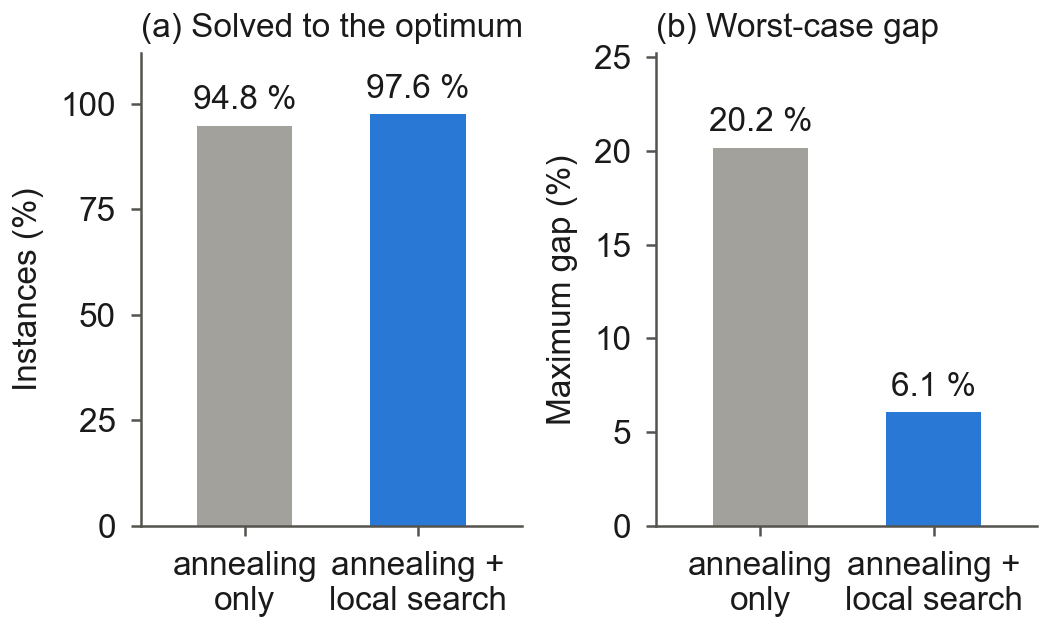 (a) Solved to the optimum
Instances (%)
100
75
50
25
0
94.8 %
97.6 %
annealing
only
annealing +
local search
(b) Worst-case gap
Maximum gap (%)
25
20
15
10
5
0
20.2 %
6.1 %
annealing
only
annealing +
local search